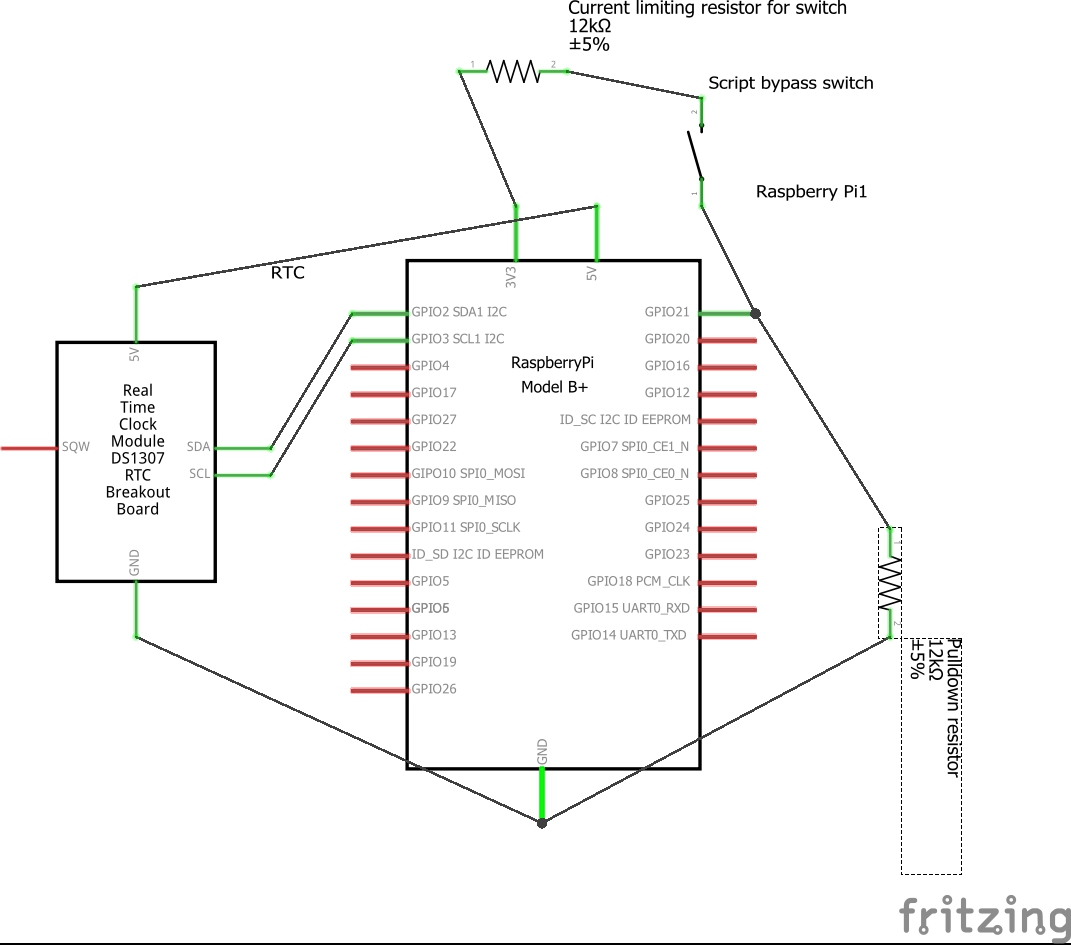 Current limiting resistor for switch
12kΩ
±5%
1
2
Script bypass switch
2
1
Raspberry Pi1
RTC
3V3
5V
GPIO2 SDA1 I2C
GPIO3 SCL1 I2C
GPIO4
GPIO17
GPIO27
GPIO22
GIPO10 SPI0_MOSI
GPIO9 SPI0_MISO
GPIO11 SPI0_SCLK
ID_SD I2C ID EEPROM
GPIO5
GPIO6
GPIO13
GPIO19
GPIO26
RaspberryPi
Model B+
GPIO21
GPIO20
GPIO16
GPIO12
ID_SC I2C ID EEPROM
GPIO7 SPI0_CE1_N
GPIO8 SPI0_CE0_N
GPIO25
GPIO24
GPIO23
GPIO18 PCM_CLK
GPIO15 UART0_RXD
GPIO14 UART0_TXD
GND
5V
Real
Time
Clock
Module
DS1307
RTC
Breakout
Board
SQW
SDA
SCL
GND
1
2
Pulldown resistor
12kΩ
±5%
fritzing